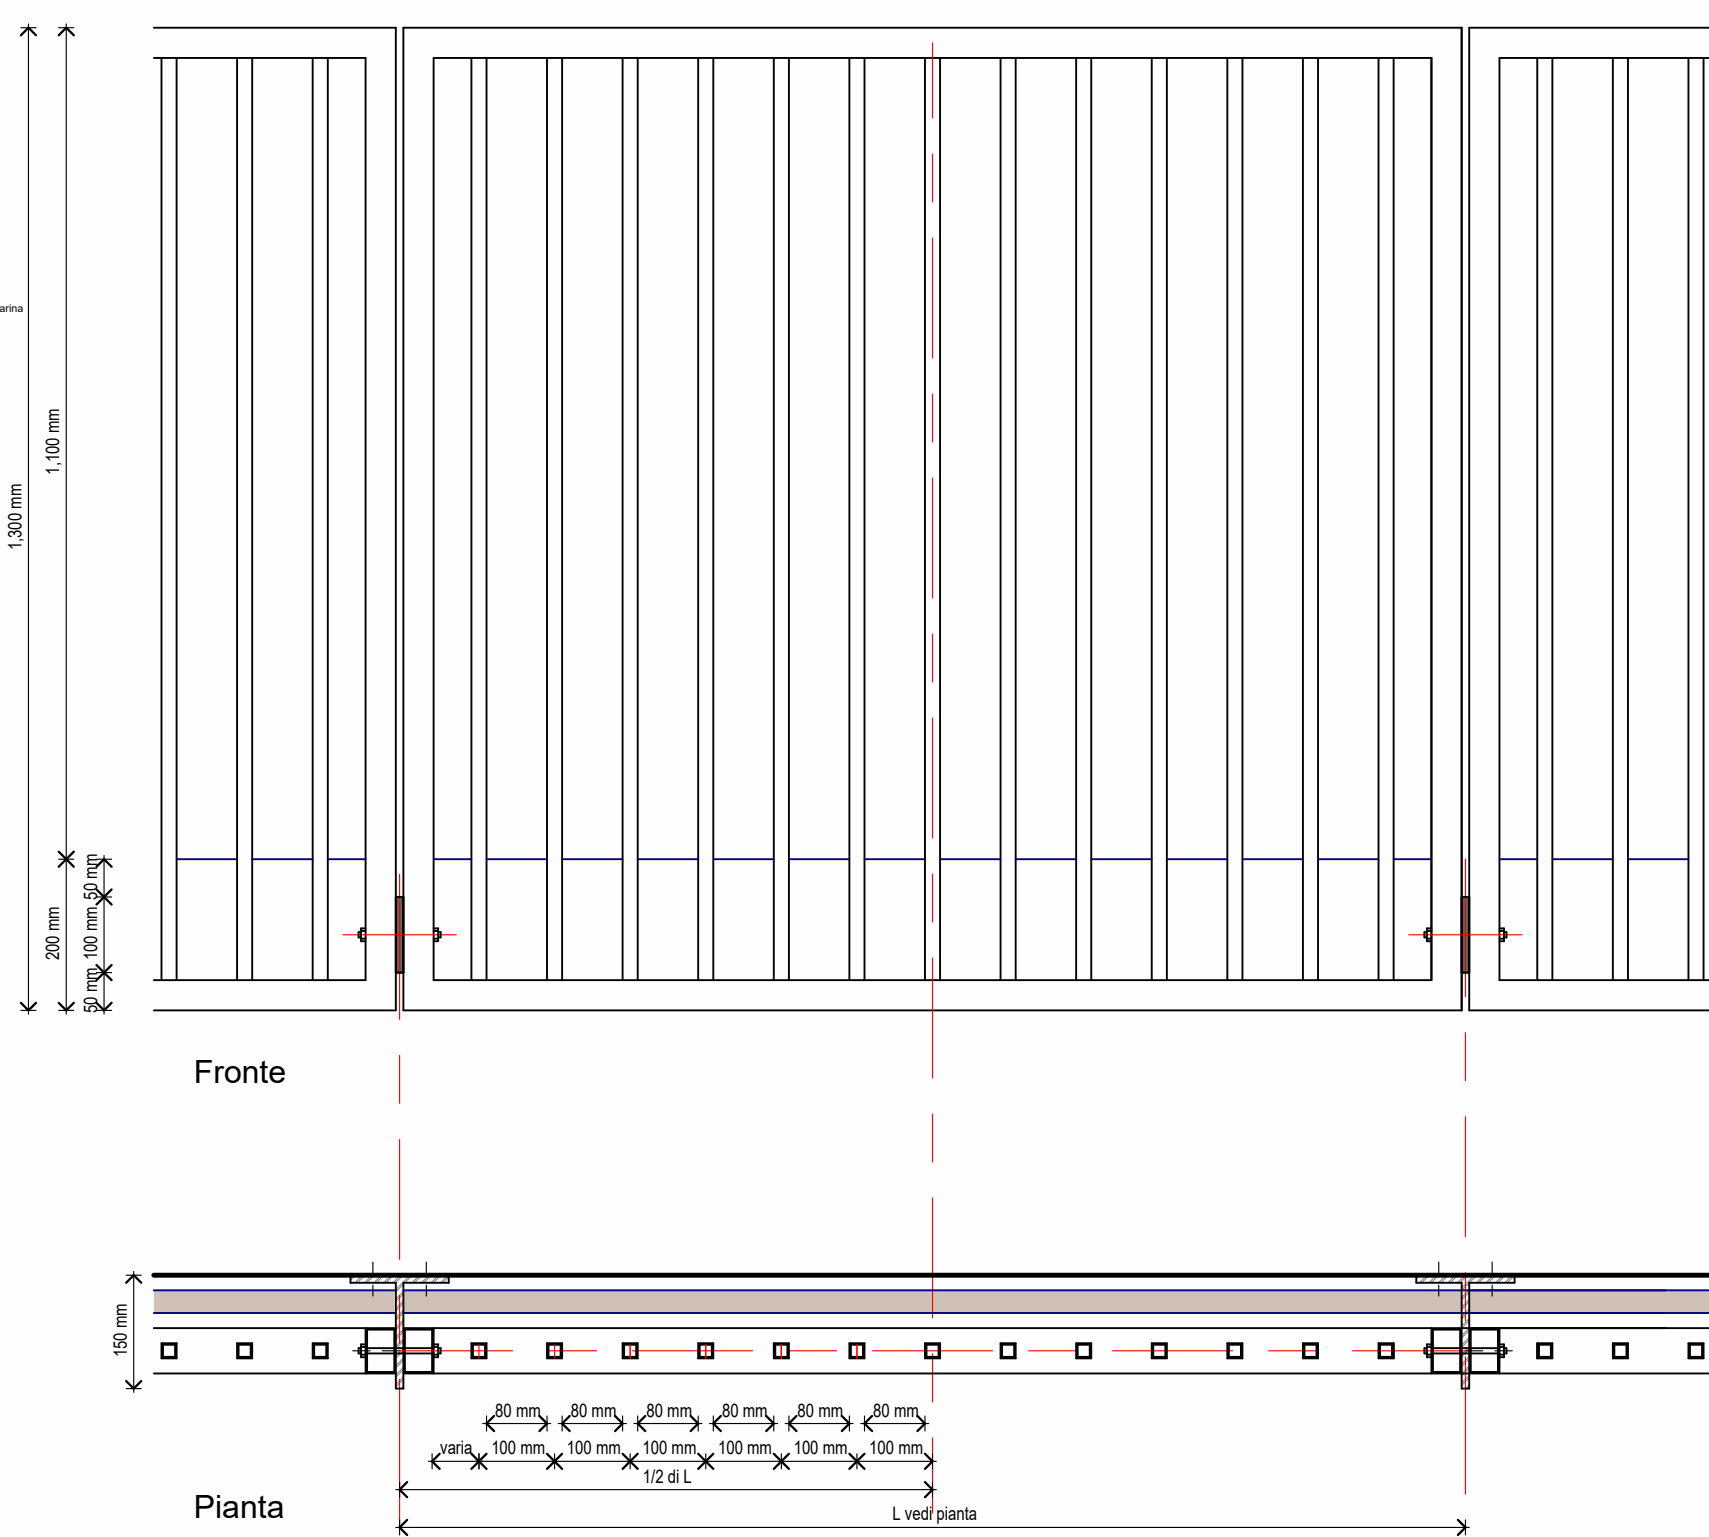 arina
1,100 mm
1,300 mm
50 mm
100 mm
200 mm
50 mm
Fronte
150 mm
80 mm 80 mm 80 mm 80 mm 80 mm 80 mm
varia 100 mm 100 mm 100 mm 100 mm 100 mm 100 mm
1/2 di L
L vedi pianta
Pianta